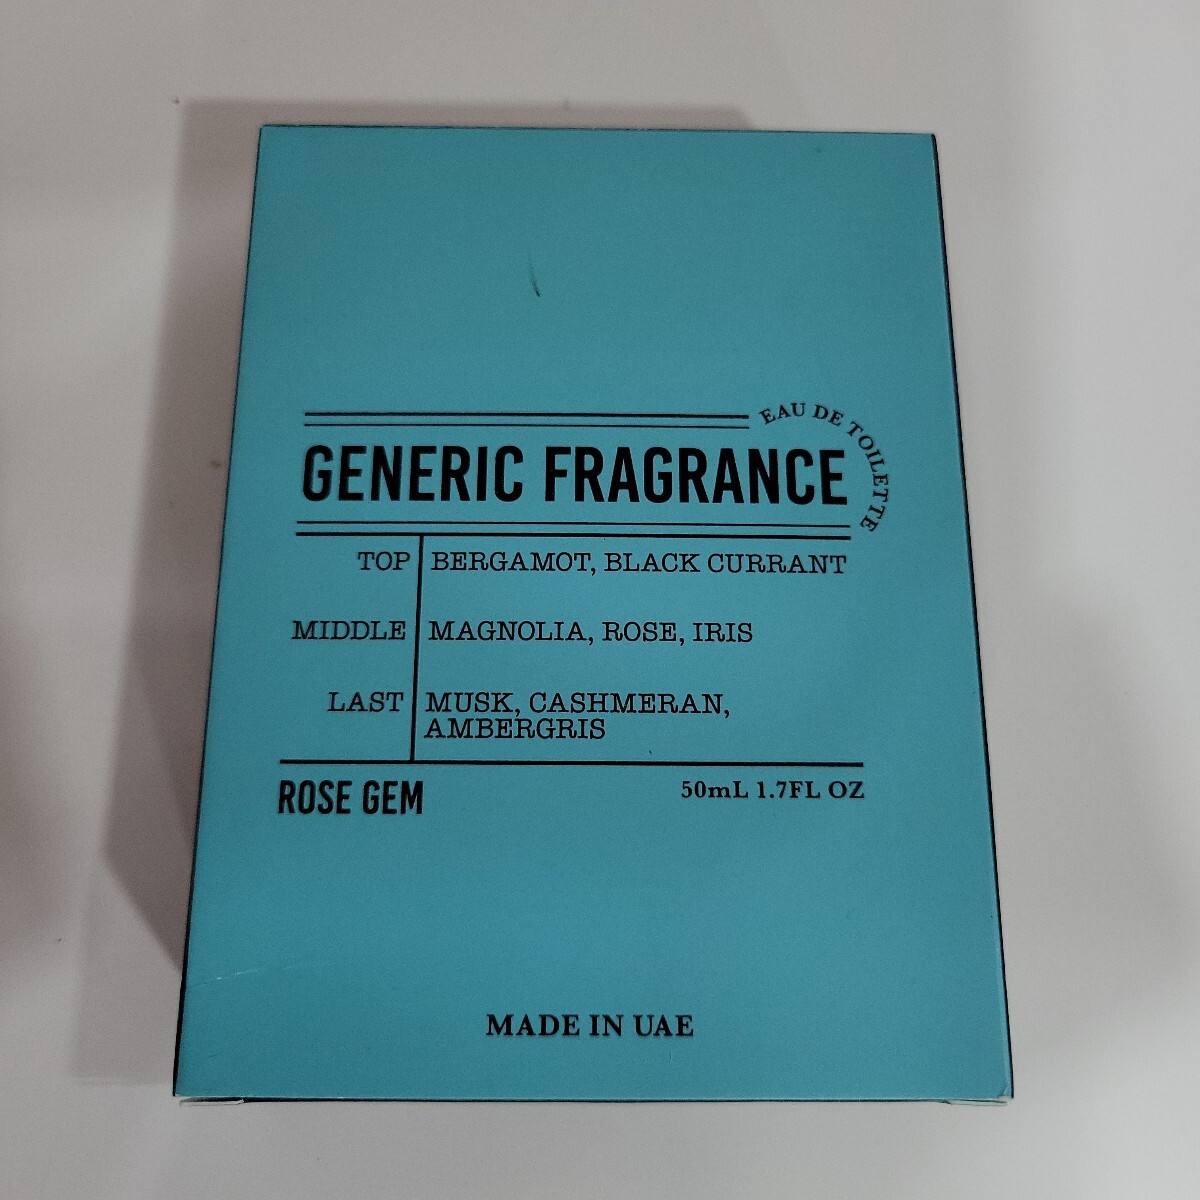 EAU DE TOILETTE
GENERIC FRAGRANCE
TOP BERGAMOT, BLACK CURRANT
MIDDLE MAGNOLIA, ROSE, IRIS
LAST MUSK, CASHMERAN,
AMBERGRIS
ROSE GEM 50mL 1.7FL OZ
MADE IN UAE